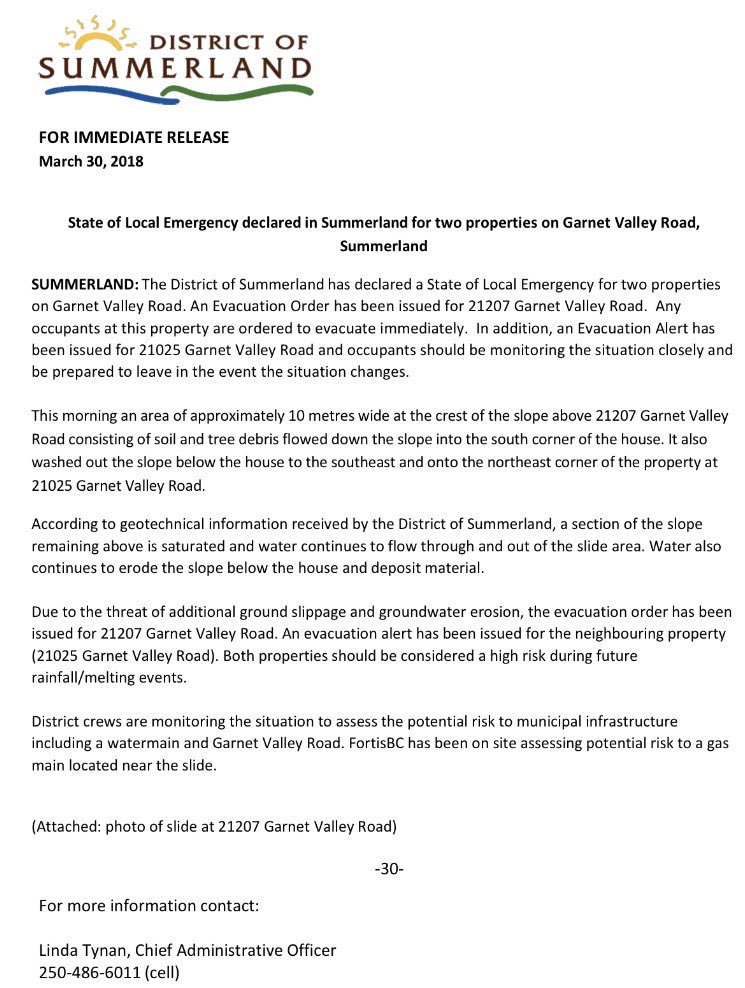 DISTRICT OF
SUMMERLAND
FOR IMMEDIATE RELEASE
March 30, 2018
State of Local Emergency declared in Summerland for two properties on Garnet Valley Road,
Summerland
SUMMERLAND: The District of Summerland has declared a State of Local Emergency for two properties
on Garnet Valley Road. An Evacuation Order has been issued for 21207 Garnet Valley Road. Any
occupants at this property are ordered to evacuate immediately. In addition, an Evacuation Alert has
been issued for 21025 Garnet Valley Road and occupants should be monitoring the situation closely and
be prepared to leave in the event the situation changes.
This morning an area of approximately 10 metres wide at the crest of the slope above 21207 Garnet Valley
Road consisting of soil and tree debris flowed down the slope into the south corner of the house. It also
washed out the slope below the house to the southeast and onto the northeast corner of the property at
21025 Garnet Valley Road.
According to geotechnical information received by the District of Summerland, a section of the slope
remaining above is saturated and water continues to flow through and out of the slide area. Water also
continues to erode the slope below the house and deposit material.
Due to the threat of additional ground slippage and groundwater erosion, the evacuation order has been
issued for 21207 Garnet Valley Road. An evacuation alert has been issued for the neighbouring property
(21025 Garnet Valley Road). Both properties should be considered a high risk during future
rainfall/melting events.
District crews are monitoring the situation to assess the potential risk to municipal infrastructure
including a watermain and Garnet Valley Road. FortisBC has been on site assessing potential risk to a gas
main located near the slide.
(Attached: photo of slide at 21207 Garnet Valley Road)
-30-
For more information contact:
Linda Tynan, Chief Administrative Officer
250-486-6011 (cell)